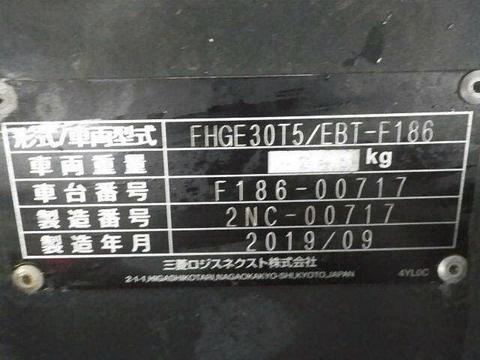 形式/車両型式 FHGE30T5/EBT-F186
車両重量 kg
車台番号 F186-00717
製造番号 2NC-00717
製造年月 2019/09
三菱ロジスネクスト株式会社
2-1-1,HIGASHIKOTARI,NAGAOKAKYO-SHI,KYOTO,JAPAN 4YL0C